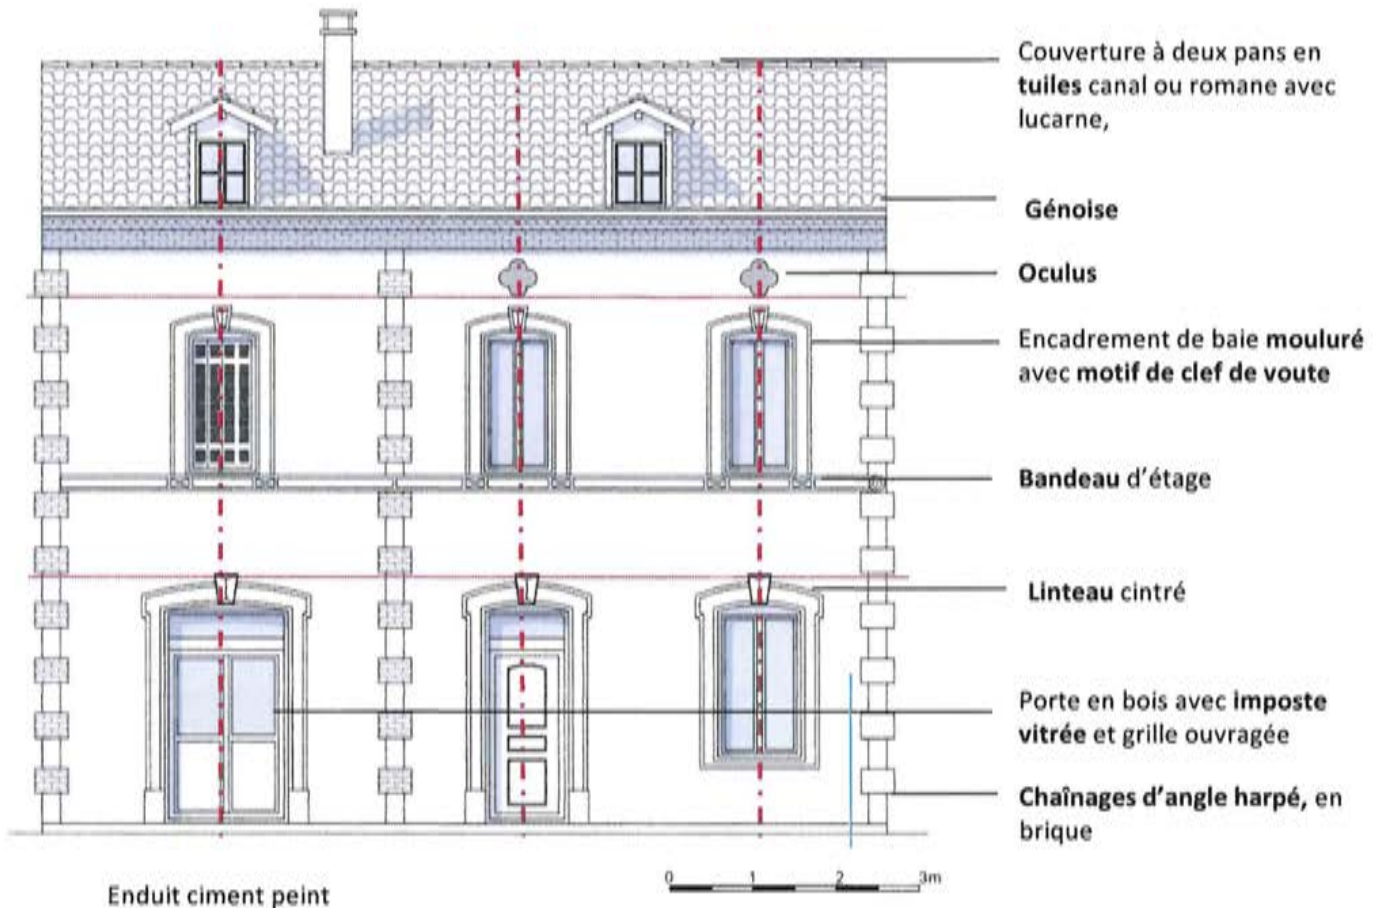 Couverture à deux pans en
tuiles canal ou romane avec
lucarne,
Génoise
Oculus
Encadrement de baie mouluré
avec motif de clef de voute
Bandeau d'étage
Linteau cintré
Porte en bois avec imposte
vitrée et grille ouvragée
Chaînages d'angle harpé, en
brique
0 1 2 3m
Enduit ciment peint